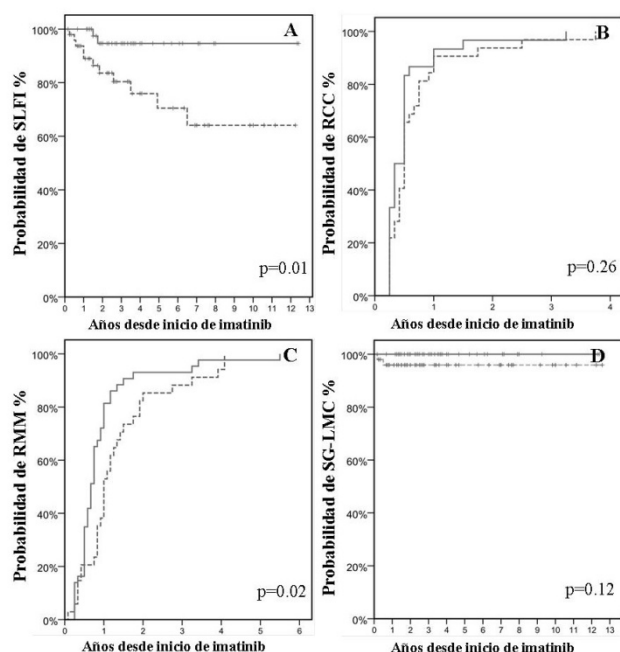 A
Probabilidad de SLFI %
100%
80%
60%
40%
20%
0%
p=0.01
0 1 2 3 4 5 6 7 8 9 10 11 12 13
Años desde inicio de imatinib
B
Probabilidad de RCC %
100%
80%
60%
40%
20%
0%
p=0.26
0 1 2 3 4
Años desde inicio de imatinib
C
Probabilidad de RMM %
100%
80%
60%
40%
20%
0%
p=0.02
0 1 2 3 4 5 6
Años desde inicio de imatinib
D
Probabilidad de SG-LMC %
100%
80%
60%
40%
20%
0%
p=0.12
0 1 2 3 4 5 6 7 8 9 10 11 12 13
Años desde inicio de imatinib